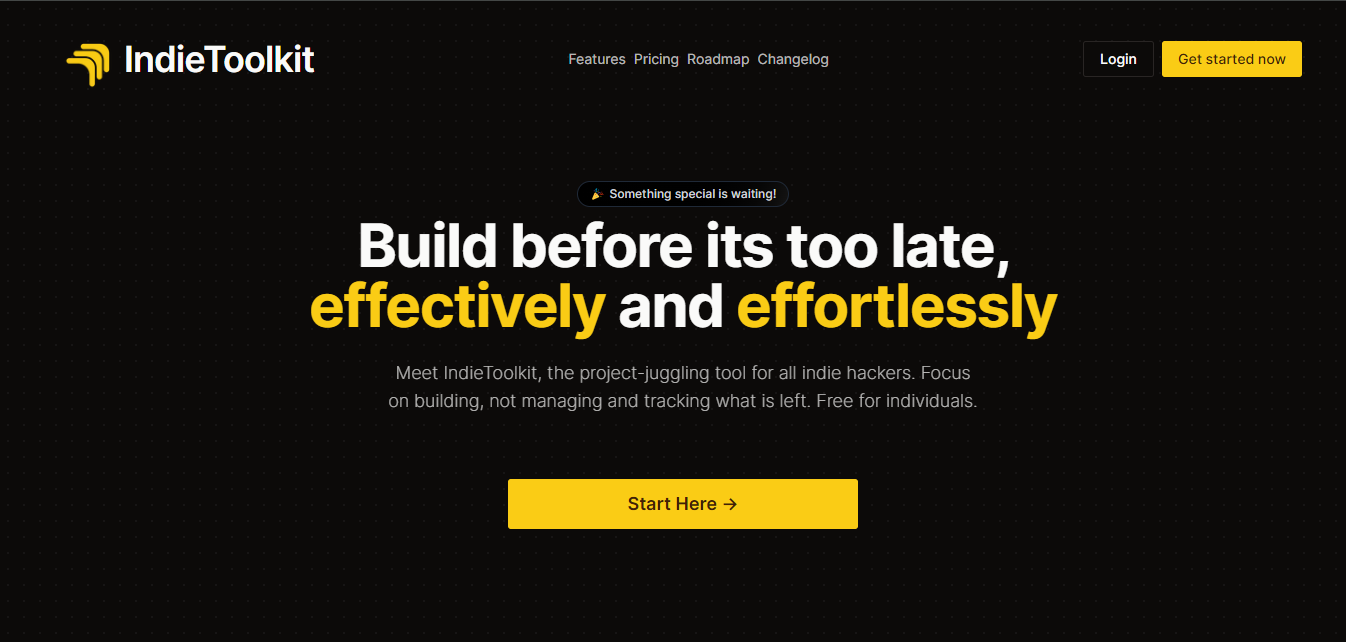 IndieToolkit
Features Pricing Roadmap Changelog
Login
Get started now
🎉 Something special is waiting!
Build before its too late,
effectively and effortlessly
Meet IndieToolkit, the project-juggling tool for all indie hackers. Focus
on building, not managing and tracking what is left. Free for individuals.
Start Here →